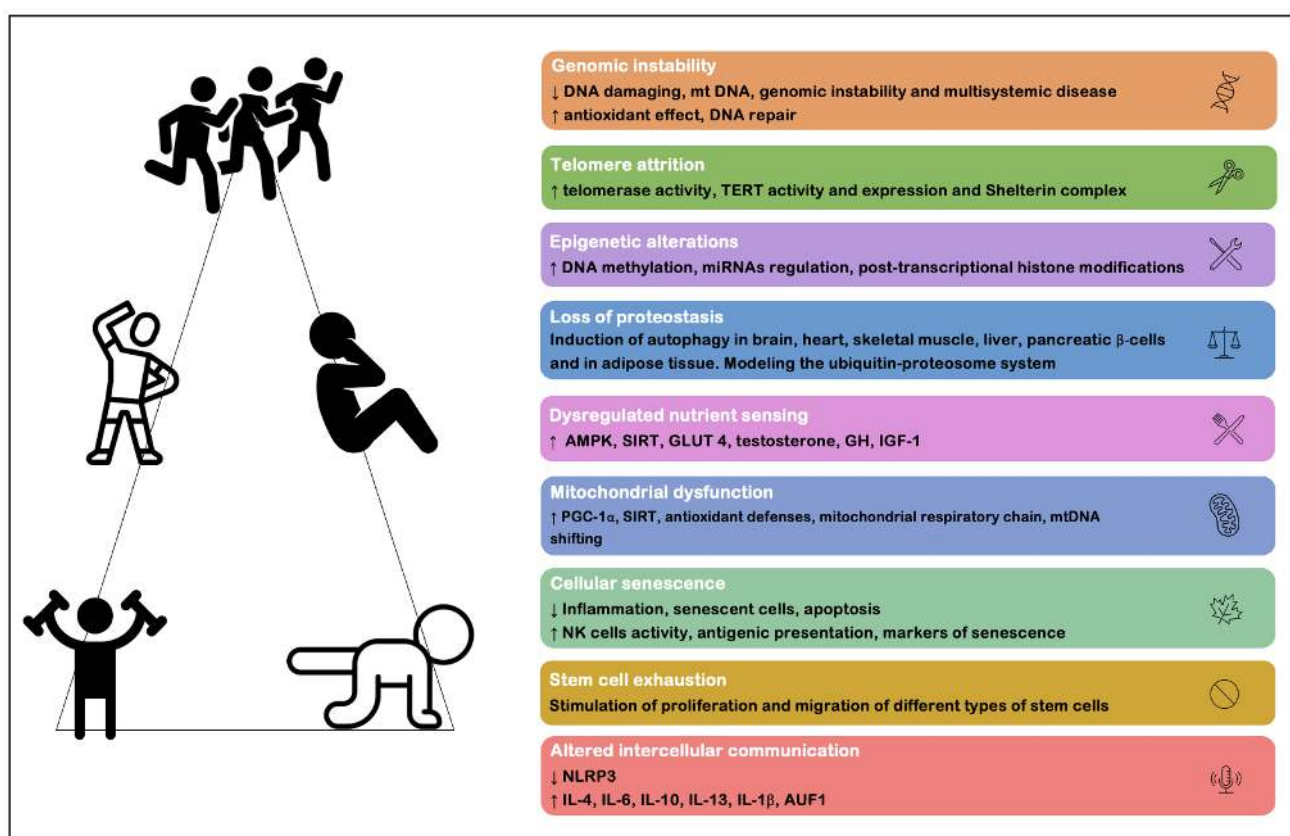 Genomic instability
↓ DNA damaging, mt DNA, genomic instability and multisystemic disease
↑ antioxidant effect, DNA repair
Telomere attrition
↑ telomerase activity, TERT activity and expression and Shelterin complex
Epigenetic alterations
↑ DNA methylation, miRNAs regulation, post-transcriptional histone modifications
Loss of proteostasis
Induction of autophagy in brain, heart, skeletal muscle, liver, pancreatic β-cells
and in adipose tissue. Modeling the ubiquitin-proteosome system
Dysregulated nutrient sensing
↑ AMPK, SIRT, GLUT 4, testosterone, GH, IGF-1
Mitochondrial dysfunction
↑ PGC-1α, SIRT, antioxidant defenses, mitochondrial respiratory chain, mtDNA
shifting
Cellular senescence
↓ Inflammation, senescent cells, apoptosis
↑ NK cells activity, antigenic presentation, markers of senescence
Stem cell exhaustion
Stimulation of proliferation and migration of different types of stem cells
Altered intercellular communication
↓ NLRP3
↑ IL-4, IL-6, IL-10, IL-13, IL-1β, AUF1